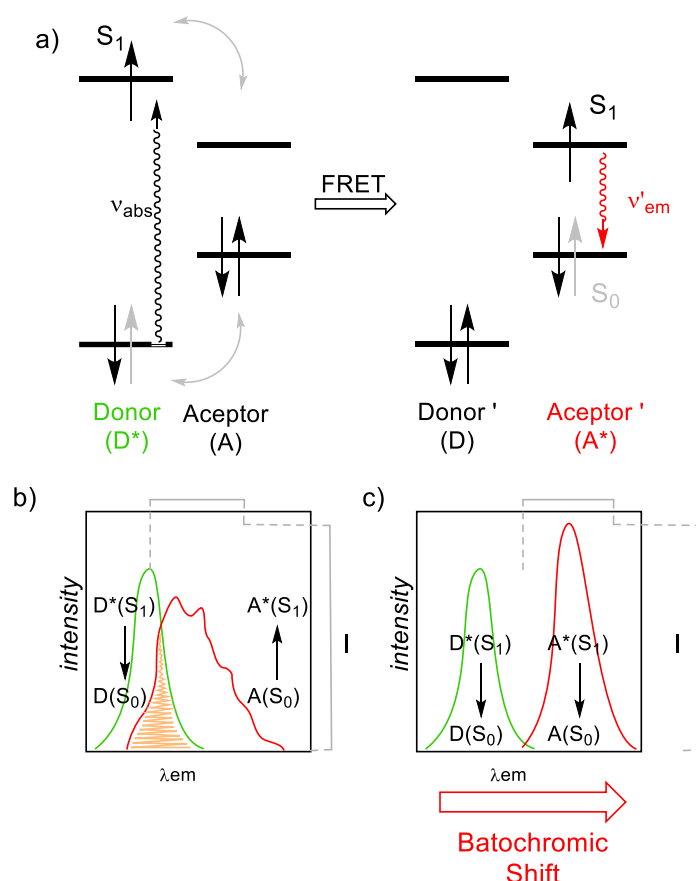 a)
S₁
S₁
FRET
νabs
ν'em
S₀
Donor
(D*)
Aceptor
(A)
Donor '
(D)
Aceptor '
(A*)
b)
c)
intensity
D*(S₁)
A*(S₁)
D(S₀)
A(S₀)
λem
I
intensity
D*(S₁)
A*(S₁)
D(S₀)
A(S₀)
λem
I
Batochromic
Shift